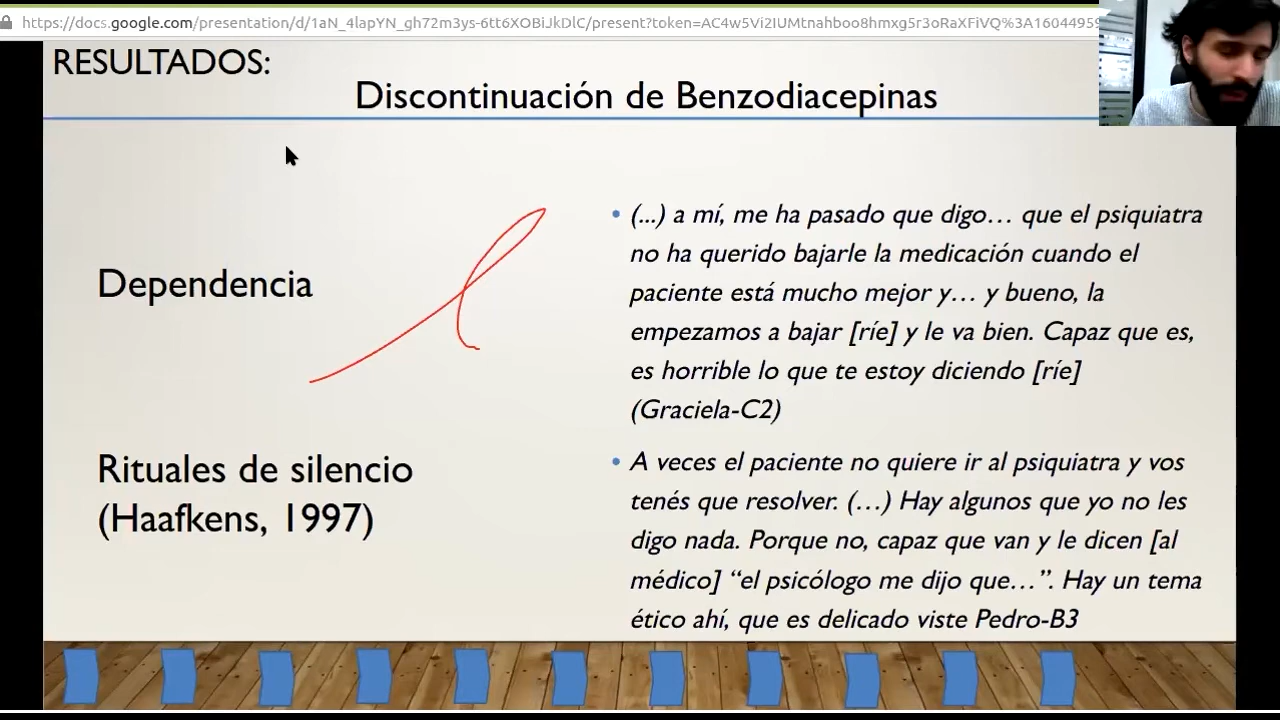 https://docs.google.com/presentation/d/1aN_4lapYN_gh72m3ys-6tt6XOBiJkDlC/present?token=AC4w5Vi2IUMtnahboo8hmxg5r3oRaXFiVQ%3A16044959
RESULTADOS:
Discontinuación de Benzodiacepinas
Dependencia
• (...) a mí, me ha pasado que digo… que el psiquiatra
no ha querido bajarle la medicación cuando el
paciente está mucho mejor y… y bueno, la
empezamos a bajar [ríe] y le va bien. Capaz que es,
es horrible lo que te estoy diciendo [ríe]
(Graciela-C2)
Rituales de silencio
(Haafkens, 1997)
• A veces el paciente no quiere ir al psiquiatra y vos
tenés que resolver. (…) Hay algunos que yo no les
digo nada. Porque no, capaz que van y le dicen [al
médico] “el psicólogo me dijo que…”. Hay un tema
ético ahí, que es delicado viste Pedro-B3